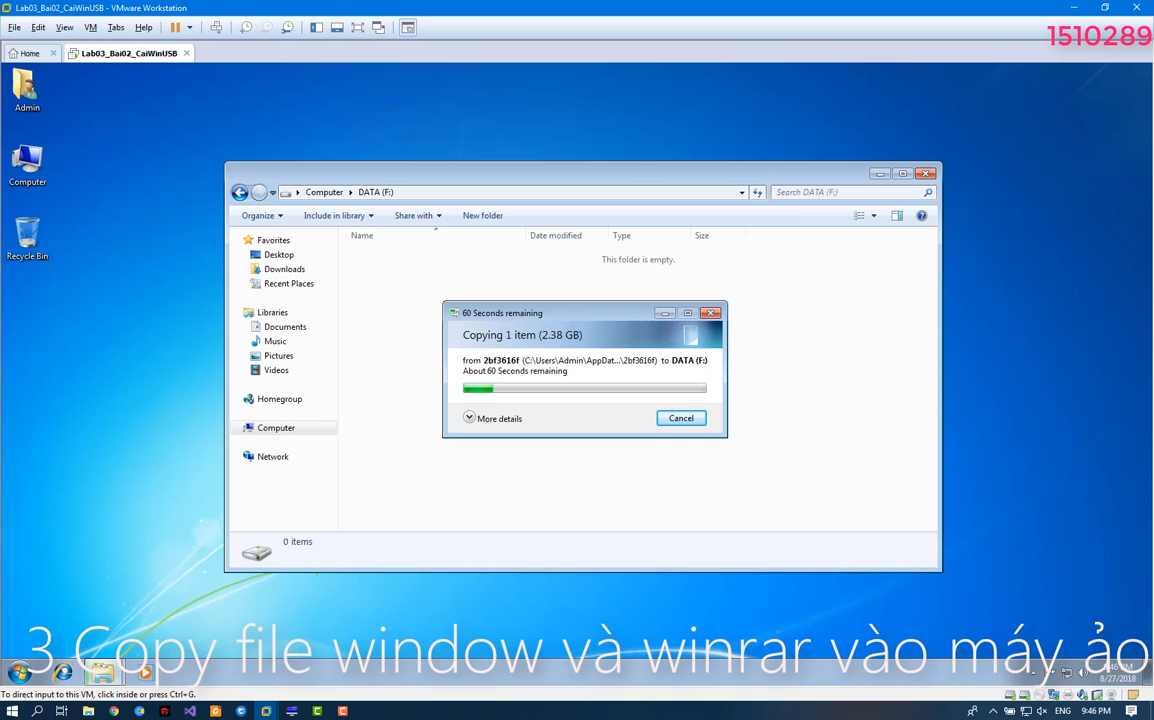 Lab03_Bai02_CaiWinUSB - VMware Workstation
File Edit View VM Tabs Help
1510289
Home Lab03_Bai02_CaiWinUSB
Admin
Computer
Recycle Bin
Computer DATA (F:) Search DATA (F:)
Organize Include in library Share with New folder
Name Date modified Type Size
This folder is empty.
Favorites
Desktop
Downloads
Recent Places
Libraries
Documents
Music
Pictures
Videos
Homegroup
Computer
Network
60 Seconds remaining
Copying 1 item (2.38 GB)
from 2bf3616f (C:\Users\Admin\AppDat...\2bf3616f) to DATA (F:)
About 60 Seconds remaining
More details Cancel
0 items
3.Copy file window và winrar vào máy ảo
8/27/2018
To direct input to this VM, click inside or press Ctrl+G.
ENG 9:46 PM